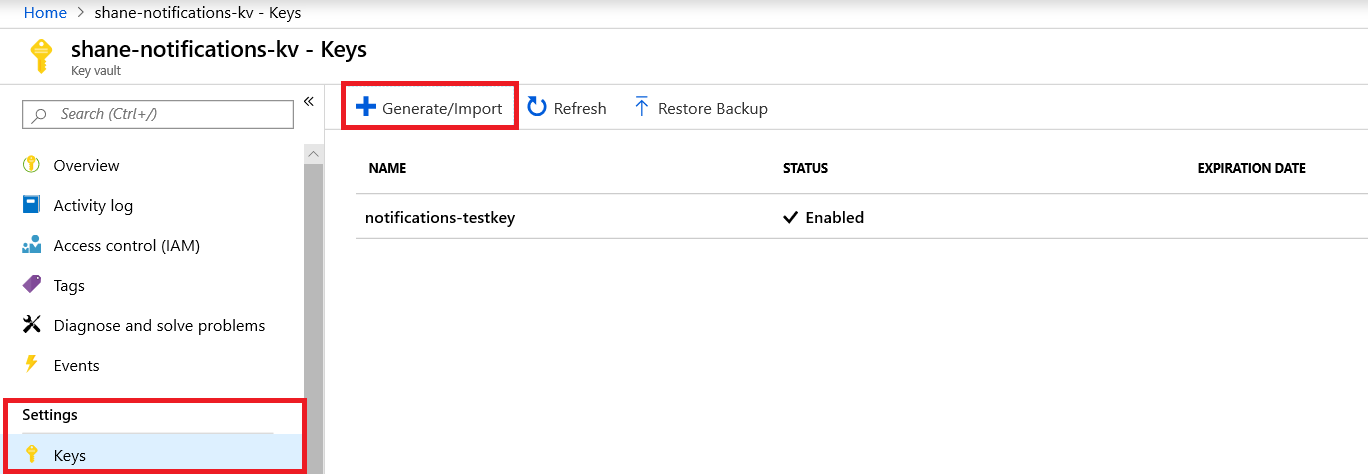 Home > shane-notifications-kv - Keys
shane-notifications-kv - Keys
Key vault
Search (Ctrl+/)
«
Overview
Activity log
Access control (IAM)
Tags
Diagnose and solve problems
Events
Settings
Keys
Generate/Import Refresh Restore Backup
NAME STATUS EXPIRATION DATE
notifications-testkey Enabled